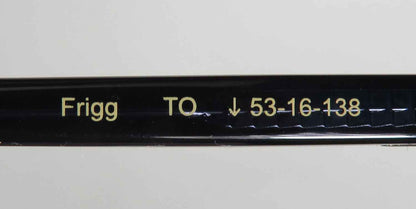 Frigg TO. ↓ 53-16-138